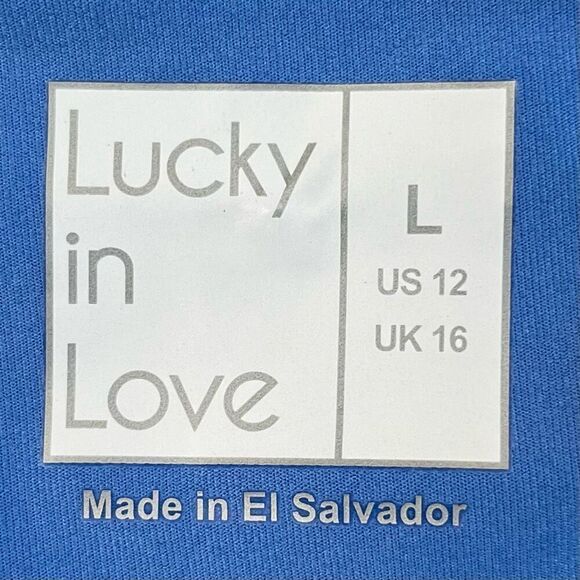 Lucky
in
Love
L
US 12
UK 16
Made in El Salvador